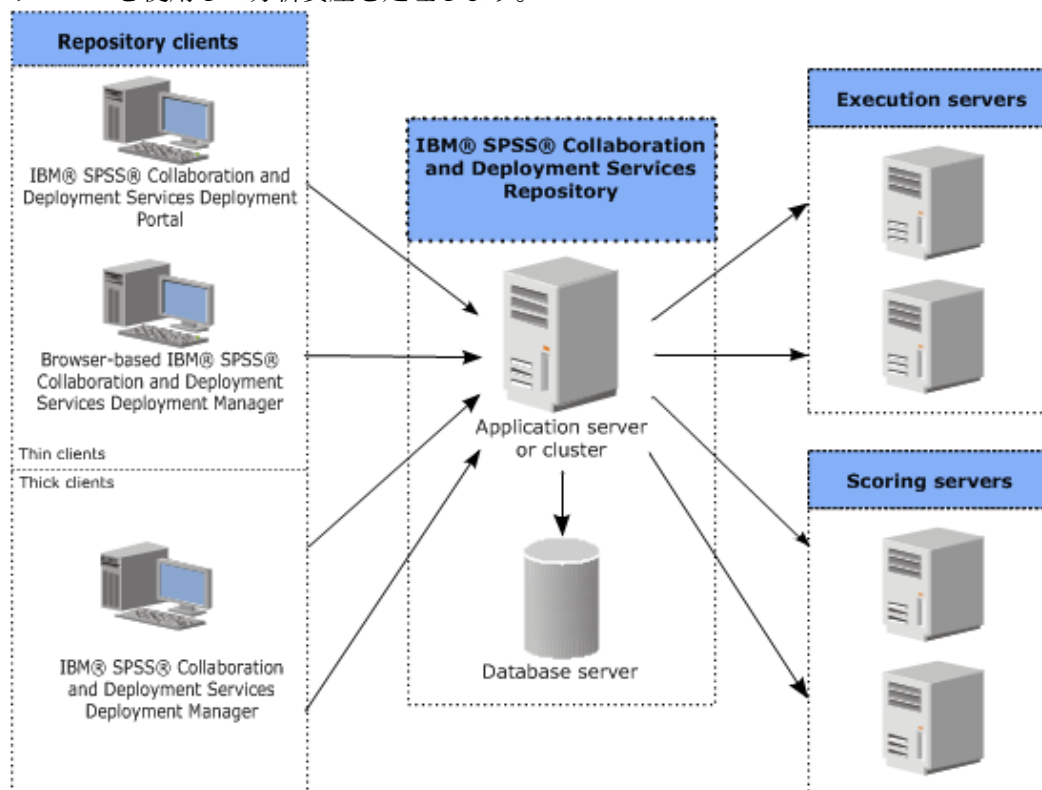 Repository clients
IBM® SPSS® Collaboration and
Deployment Services Deployment
Portal
Browser-based IBM® SPSS®
Collaboration and Deployment
Services Deployment Manager
Thin clients
Thick clients
IBM® SPSS® Collaboration
and Deployment Services
Deployment Manager
IBM® SPSS® Collaboration
and Deployment Services
Repository
Application server
or cluster
Database server
Execution servers
Scoring servers